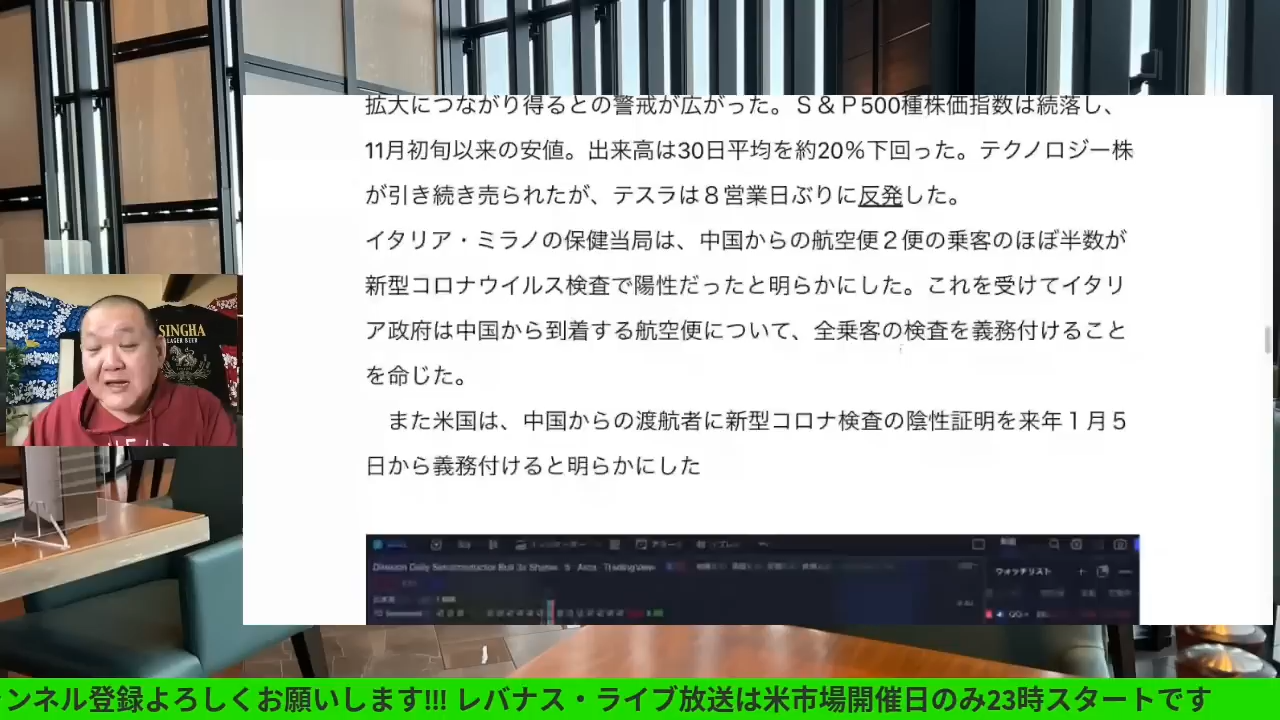 拡大につながり得るとの警戒が広がった。Ｓ＆Ｐ500種株価指数は続落し、
11月初旬以来の安値。出来高は30日平均を約20％下回った。テクノロジー株
が引き続き売られたが、テスラは８営業日ぶりに反発した。
イタリア・ミラノの保健当局は、中国からの航空便２便の乗客のほぼ半数が
新型コロナウイルス検査で陽性だったと明らかにした。これを受けてイタリ
ア政府は中国から到着する航空便について、全乗客の検査を義務付けること
を命じた。
また米国は、中国からの渡航者に新型コロナ検査の陰性証明を来年１月５
日から義務付けると明らかにした
SINGHA
LAGER BEER
Direxion Daily Semiconductor Bull 3x Shares
TradingView
ウォッチリスト
ンネル登録よろしくお願いします!!! レバナス・ライブ放送は米市場開催日のみ23時スタートです